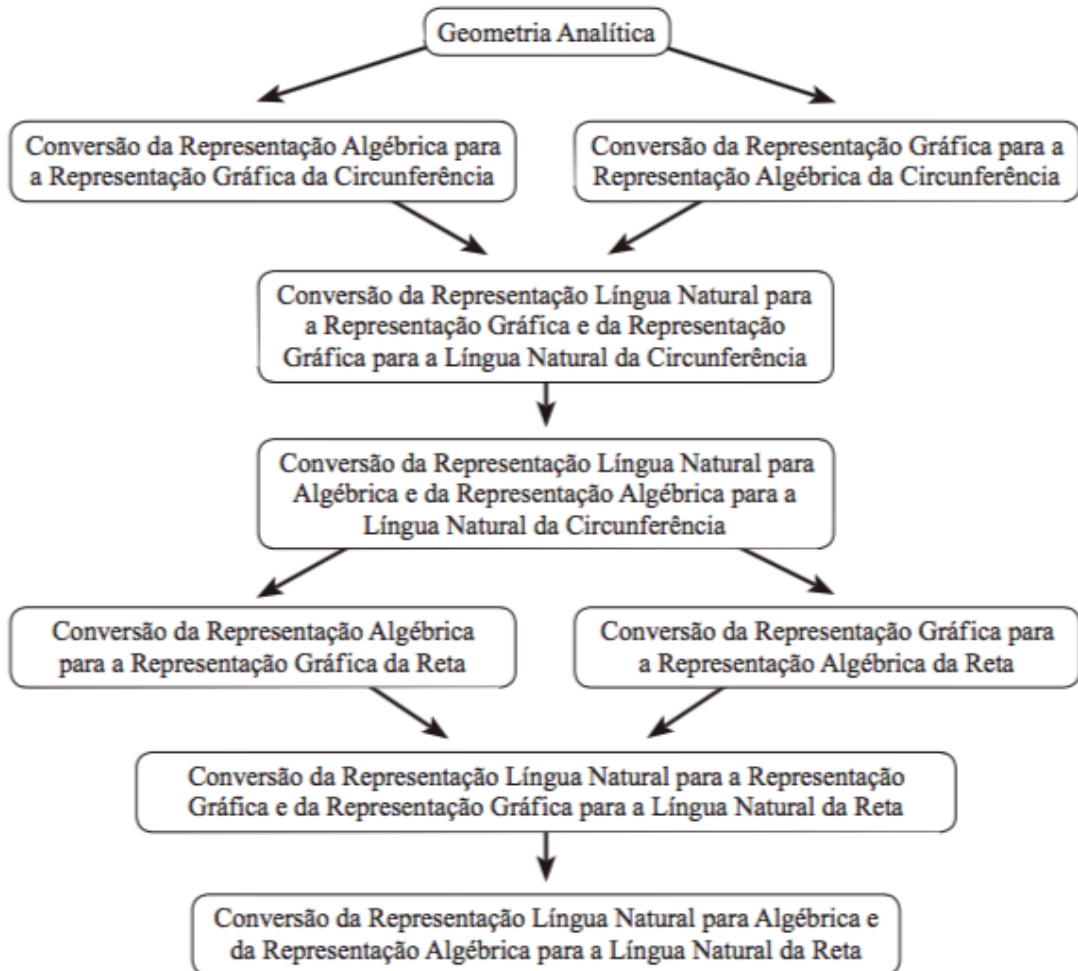 Geometria Analítica
Conversão da Representação Algébrica para
a Representação Gráfica da Circunferência
Conversão da Representação Gráfica para a
Representação Algébrica da Circunferência
Conversão da Representação Língua Natural para
a Representação Gráfica e da Representação
Gráfica para a Língua Natural da Circunferência
Conversão da Representação Língua Natural para
Algébrica e da Representação Algébrica para a
Língua Natural da Circunferência
Conversão da Representação Algébrica
para a Representação Gráfica da Reta
Conversão da Representação Gráfica para
a Representação Algébrica da Reta
Conversão da Representação Língua Natural para a Representação
Gráfica e da Representação Gráfica para a Língua Natural da Reta
Conversão da Representação Língua Natural para Algébrica e
da Representação Algébrica para a Língua Natural da Reta